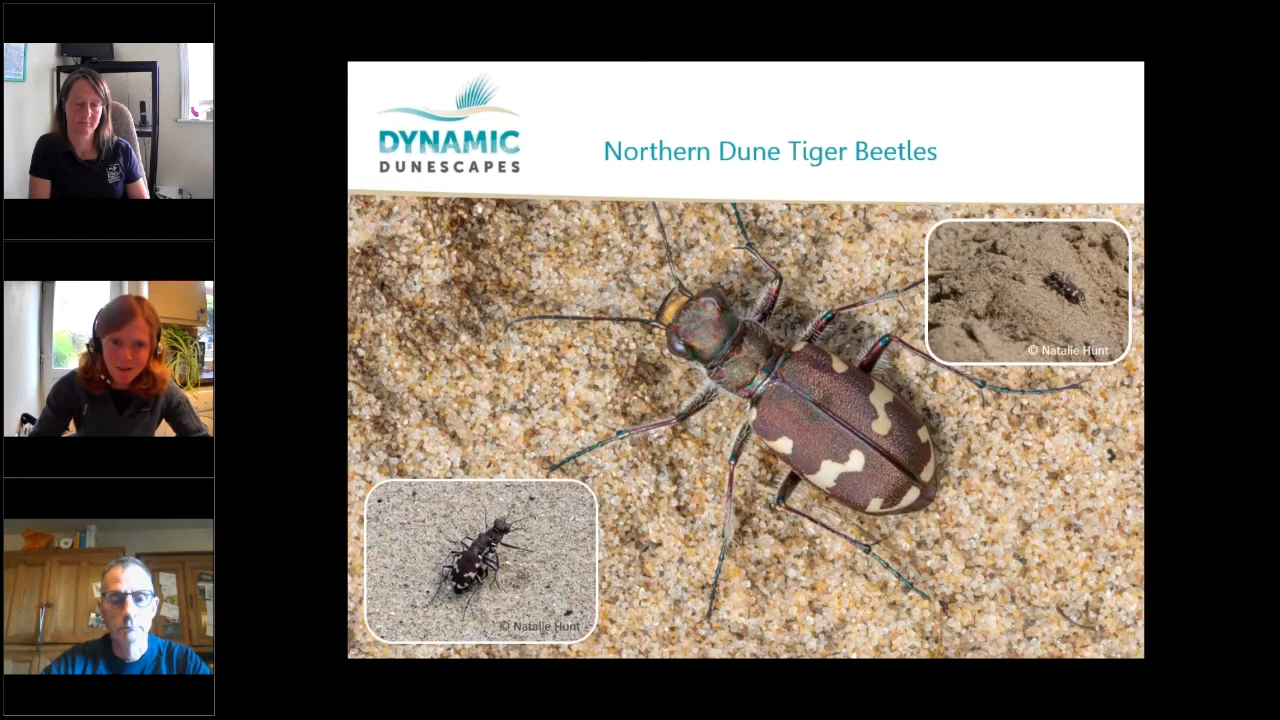 DYNAMIC
DUNESCAPES
Northern Dune Tiger Beetles
© Natalie Hunt
© Natalie Hunt